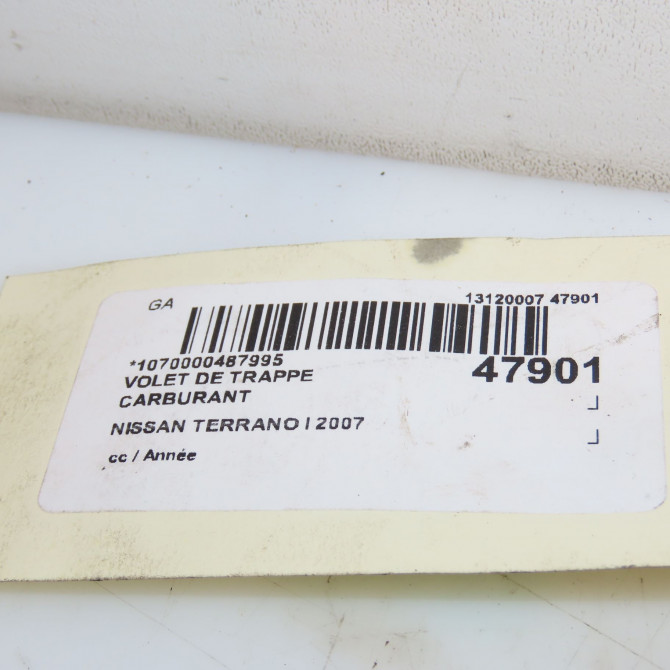 GA
13120007 47901
*1070000487995
47901
VOLET DE TRAPPE
CARBURANT
NISSAN TERRANO I 2007
cc / Année